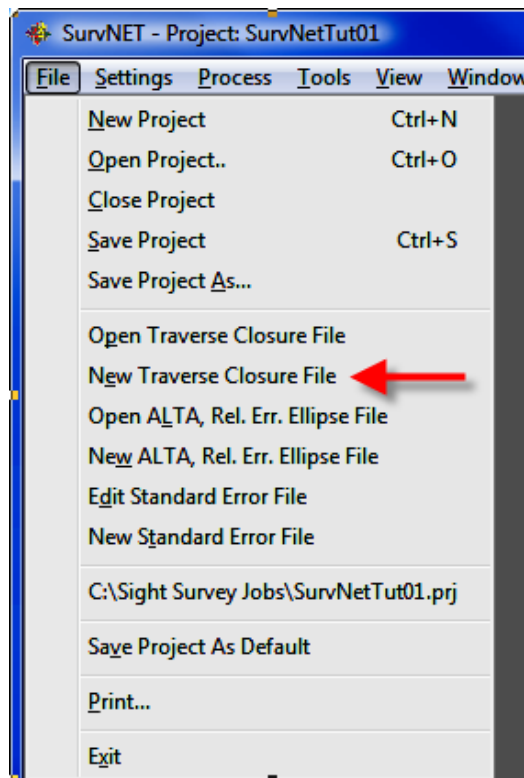 SurvNET - Project: SurvNetTut01
File Settings Process Tools View Window
New Project Ctrl+N
Open Project.. Ctrl+O
Close Project
Save Project Ctrl+S
Save Project As...
Open Traverse Closure File
New Traverse Closure File
Open ALTA, Rel. Err. Ellipse File
New ALTA, Rel. Err. Ellipse File
Edit Standard Error File
New Standard Error File
C:\Sight Survey Jobs\SurvNetTut01.prj
Save Project As Default
Print...
Exit